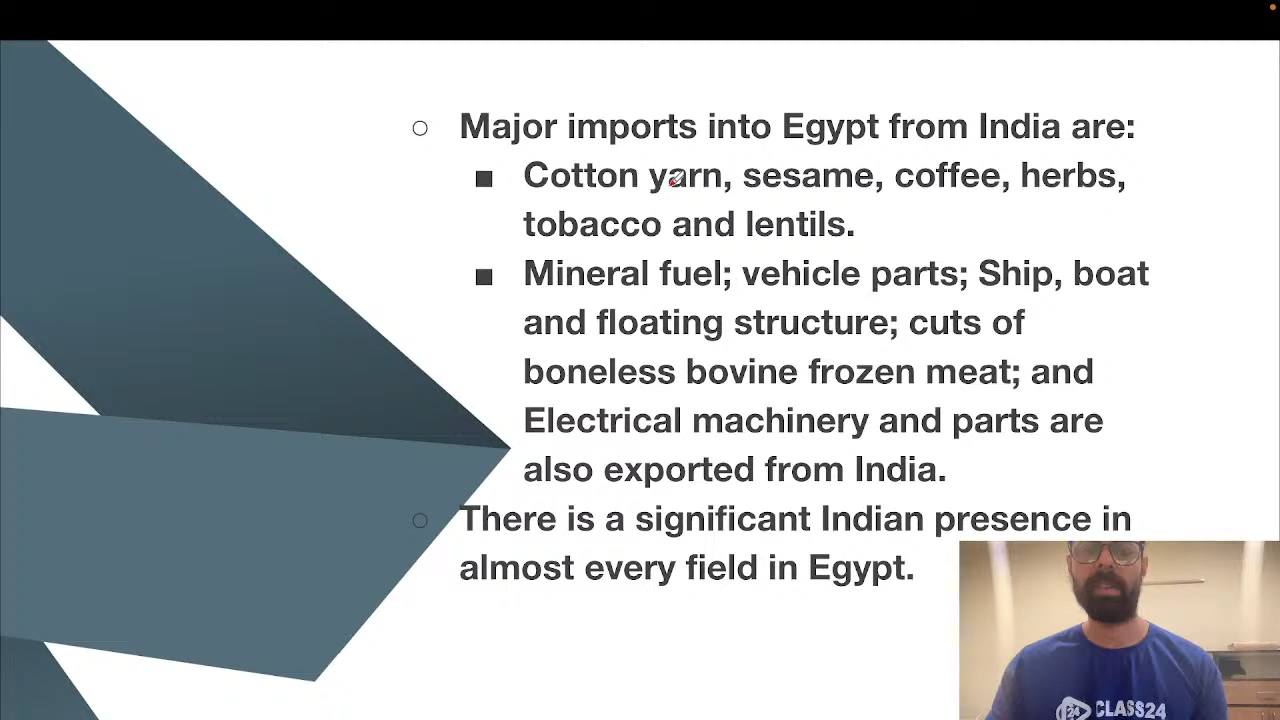 ○ Major imports into Egypt from India are:
■ Cotton yarn, sesame, coffee, herbs,
tobacco and lentils.
■ Mineral fuel; vehicle parts; Ship, boat
and floating structure; cuts of
boneless bovine frozen meat; and
Electrical machinery and parts are
also exported from India.
○ There is a significant Indian presence in
almost every field in Egypt.
24 CLASS24